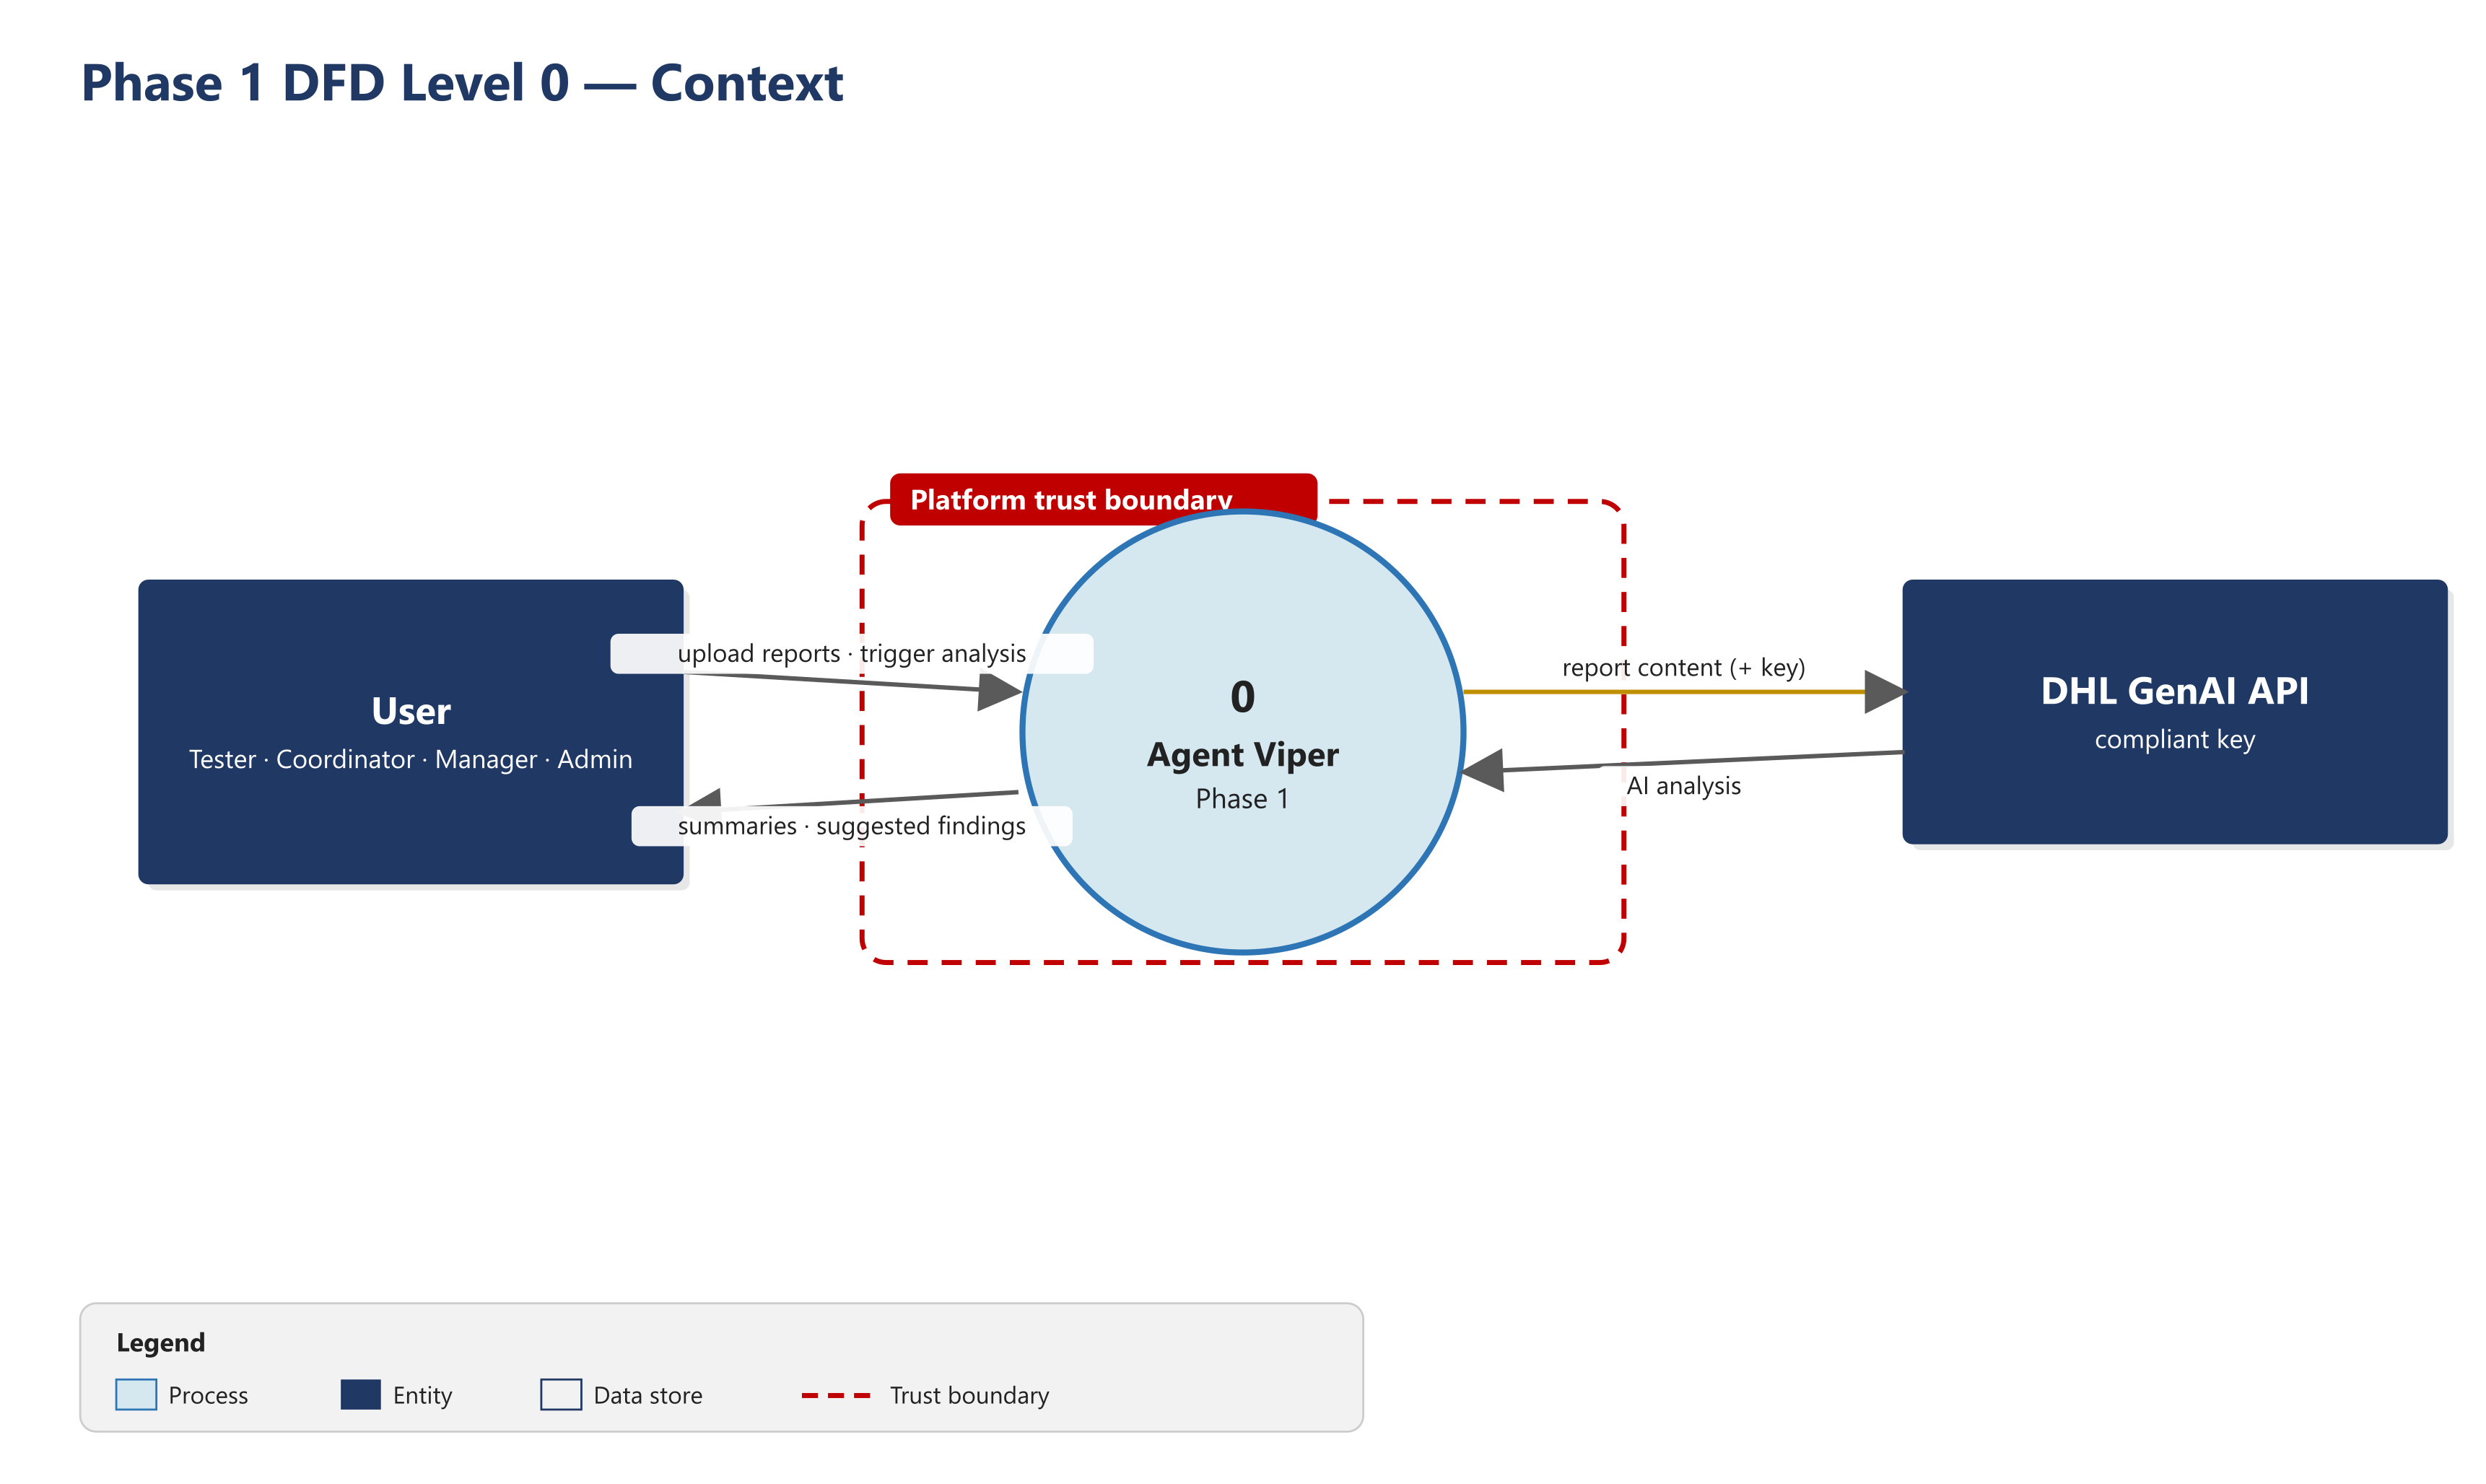 Phase 1 DFD Level 0 — Context
Platform trust boundary
upload reports · trigger analysis
report content (+ key)
User
Tester · Coordinator · Manager · Admin
0
Agent Viper
Phase 1
DHL GenAI API
compliant key
AI analysis
summaries · suggested findings
Legend
Process
Entity
Data store
Trust boundary